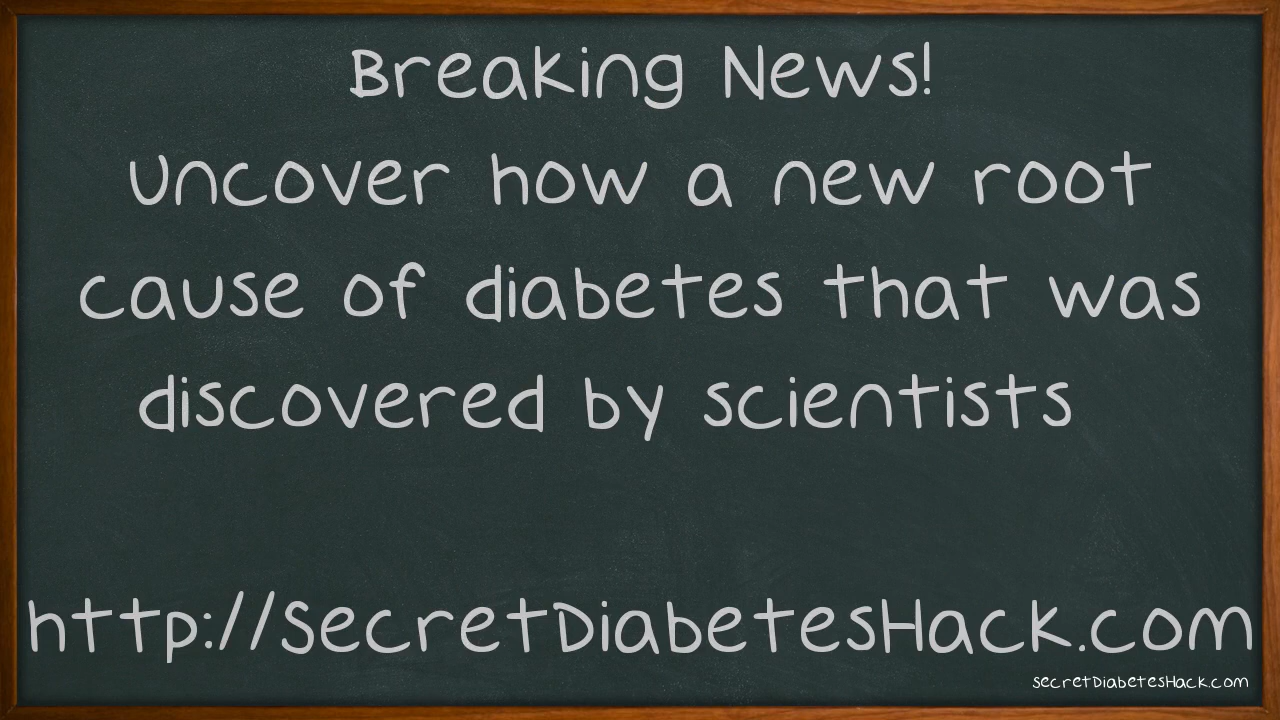 Breaking News!
Uncover how a new root
cause of diabetes that was
discovered by scientists
http://SecretDiabetesHack.com
secretDiabetesHack.com